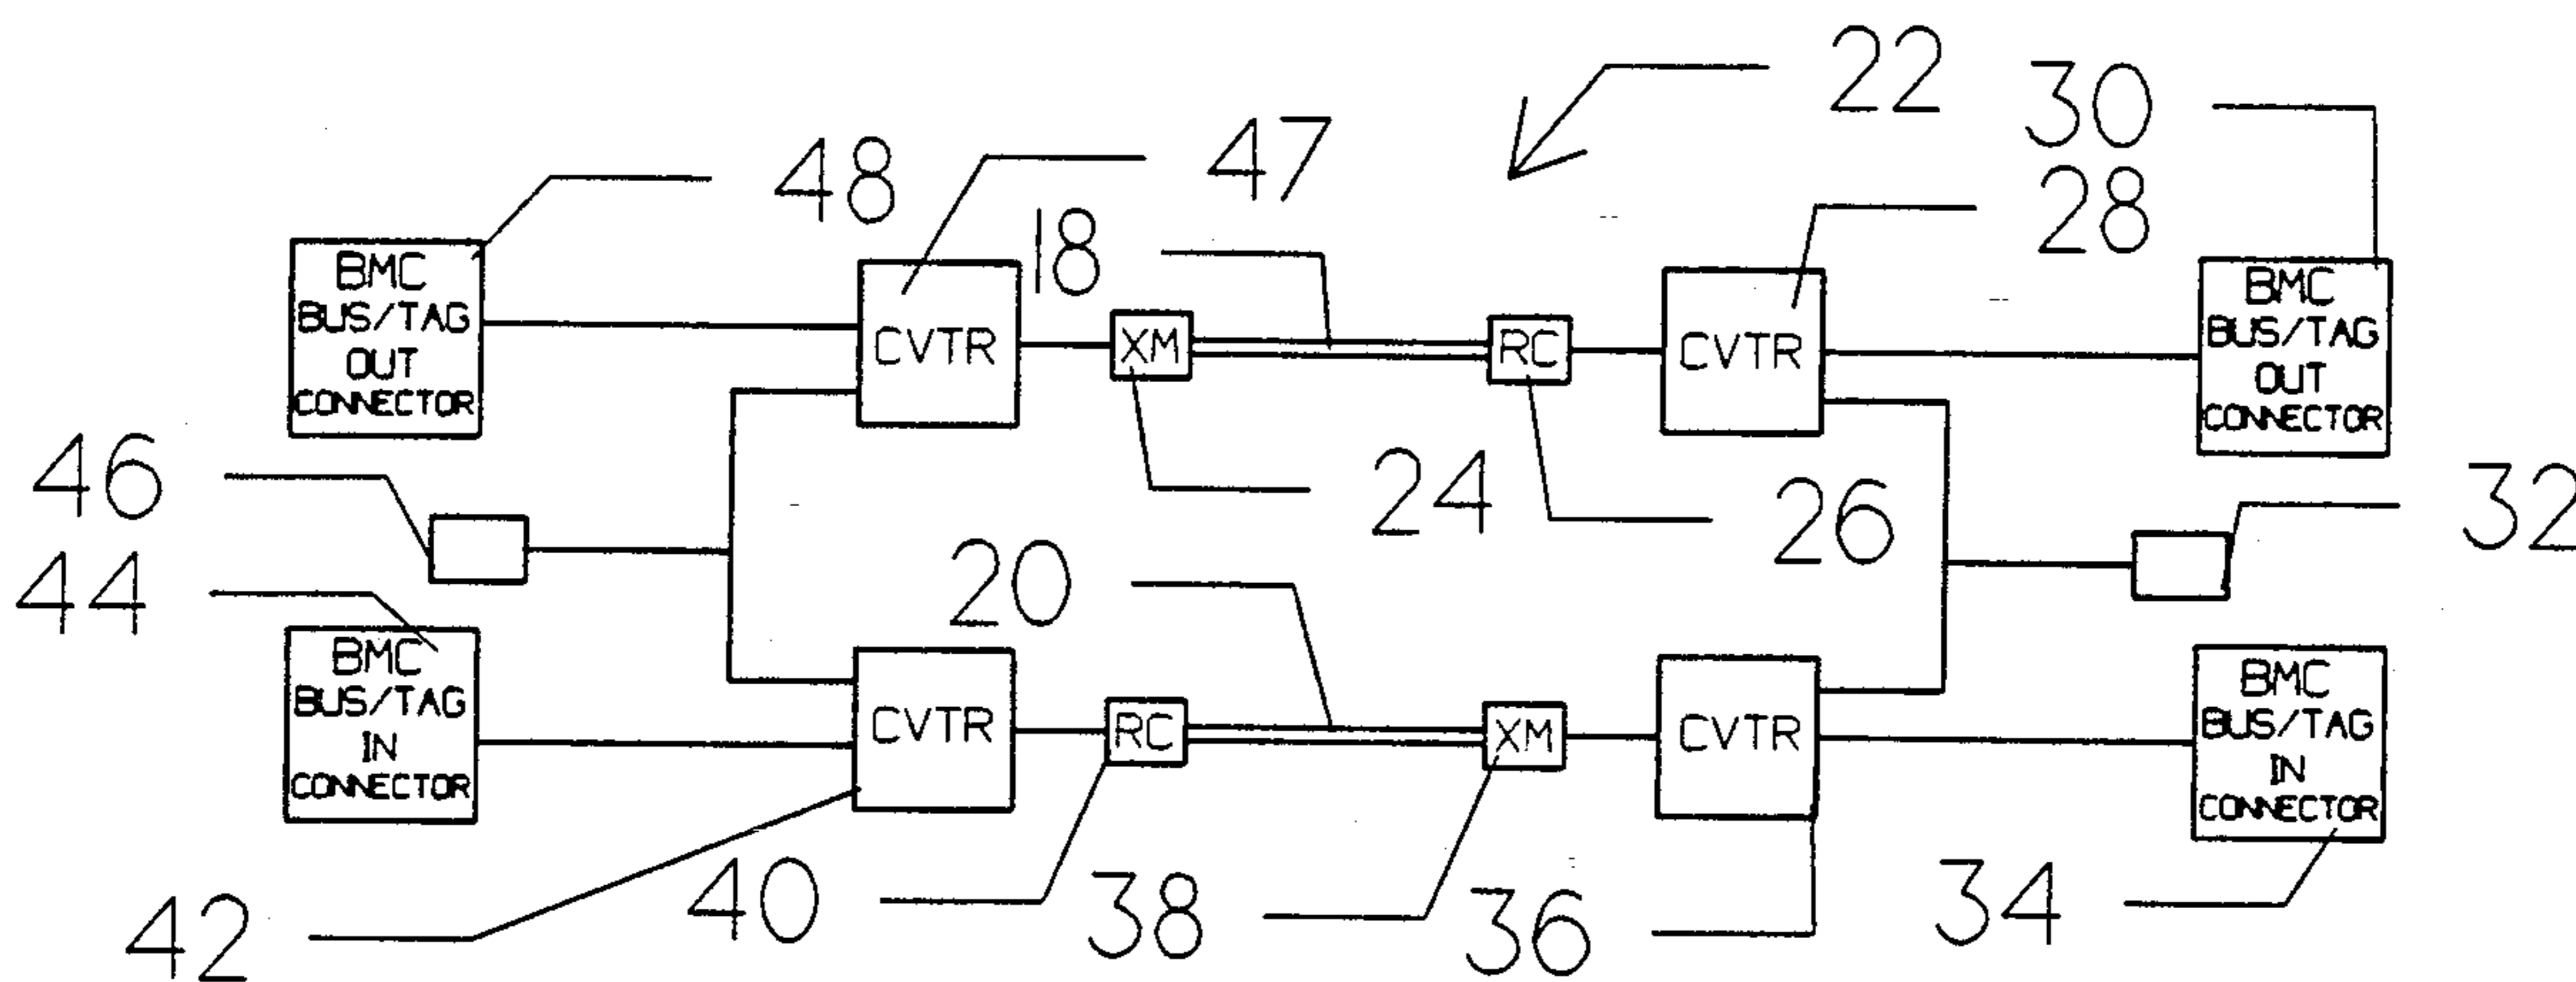 22
30
47
48
28
18
BMC
BUS/TAG
OUT
CONNECTOR
CVTR
XM
RC
CVTR
BMC
BUS/TAG
OUT
CONNECTOR
46
24
26
32
44
20
BMC
BUS/TAG
IN
CONNECTOR
CVTR
RC
XM
CVTR
BMC
BUS/TAG
IN
CONNECTOR
42
40
38
36
34